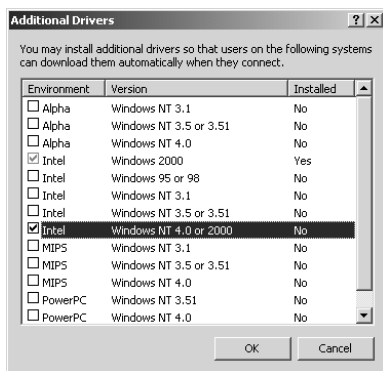 Additional Drivers
You may install additional drivers so that users on the following systems
can download them automatically when they connect.
Environment Version Installed
Alpha Windows NT 3.1 No
Alpha Windows NT 3.5 or 3.51 No
Alpha Windows NT 4.0 No
Intel Windows 2000 Yes
Intel Windows 95 or 98 No
Intel Windows NT 3.1 No
Intel Windows NT 3.5 or 3.51 No
Intel Windows NT 4.0 or 2000 No
MIPS Windows NT 3.1 No
MIPS Windows NT 3.5 or 3.51 No
MIPS Windows NT 4.0 No
PowerPC Windows NT 3.51 No
PowerPC Windows NT 4.0 No
OK Cancel